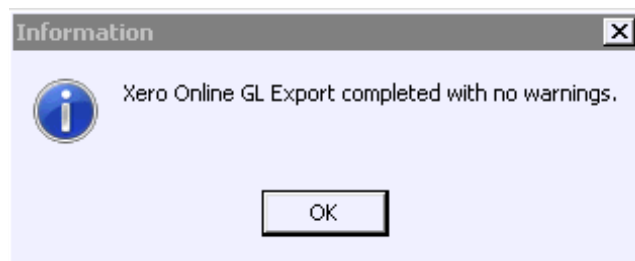 Information
Xero Online GL Export completed with no warnings.
OK